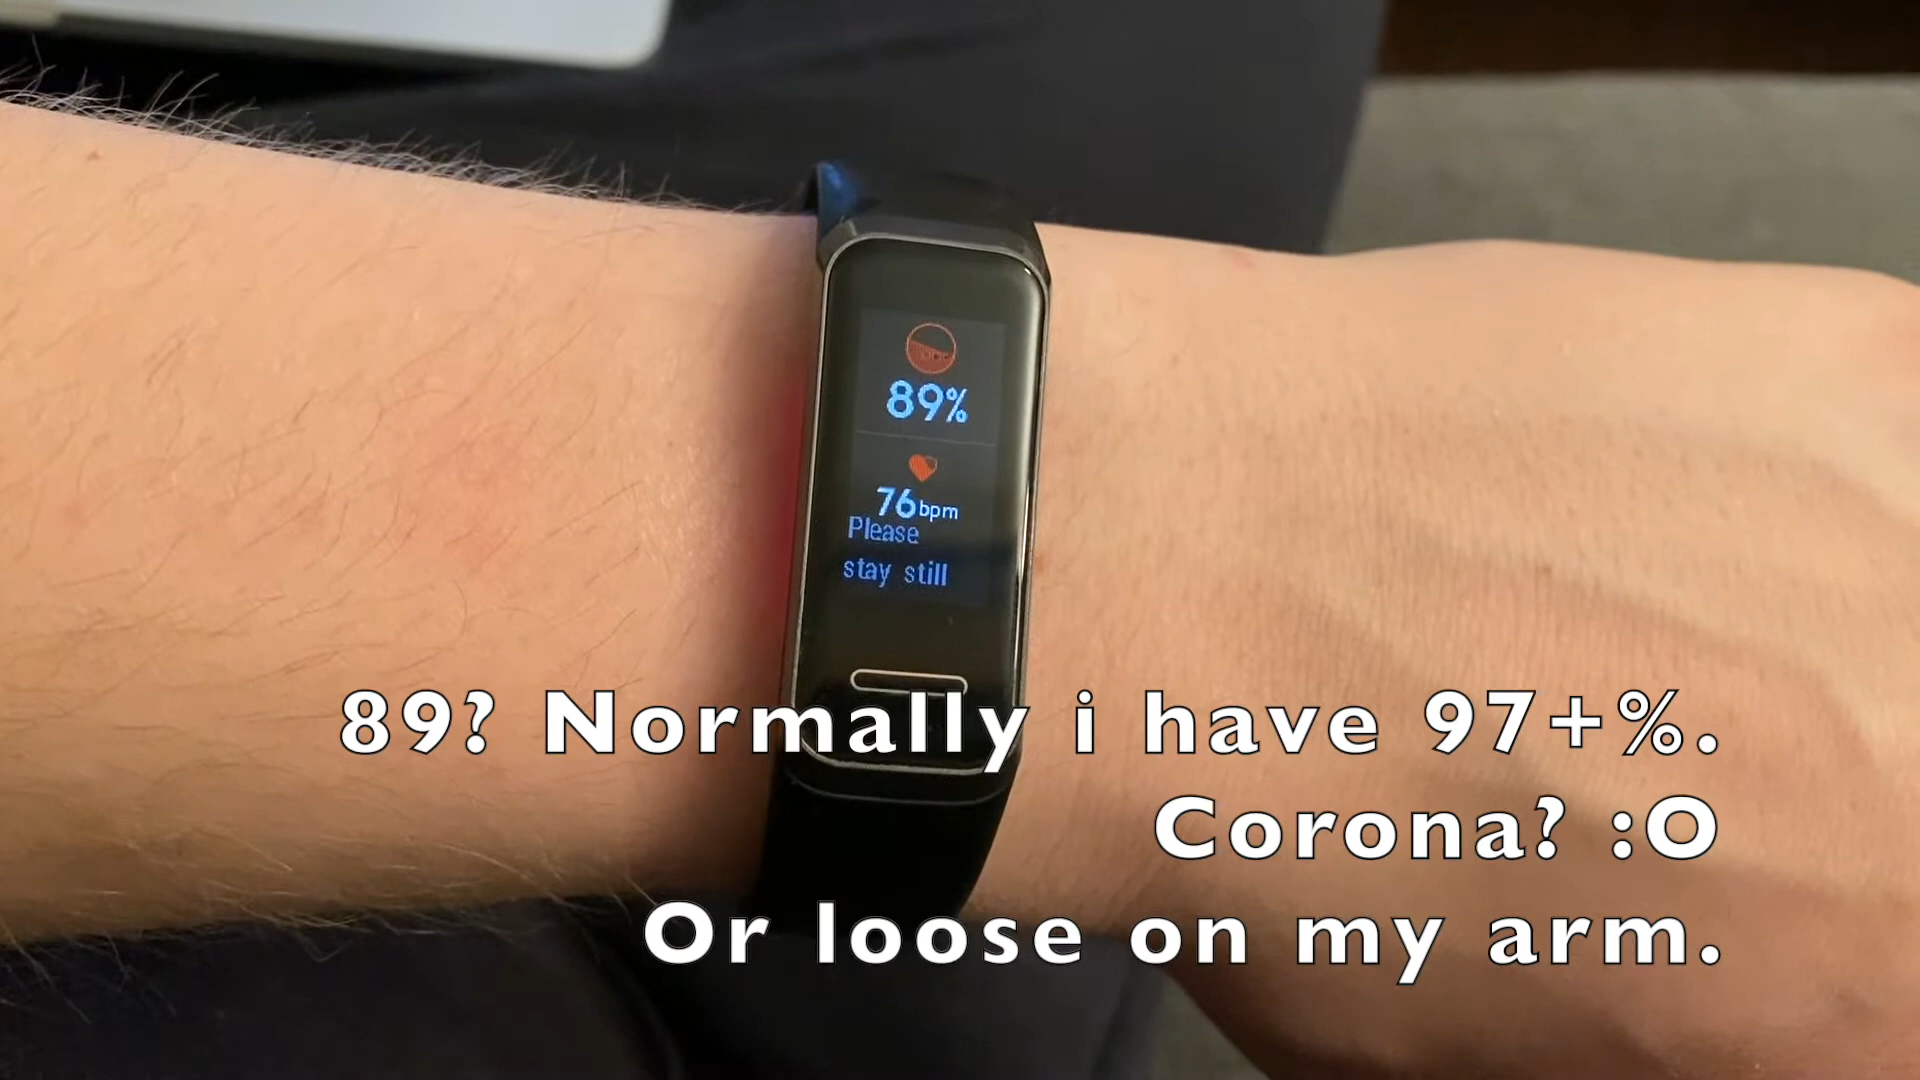 89%
76bpm
Please
stay still
89? Normally i have 97+%.
Corona? :O
Or loose on my arm.